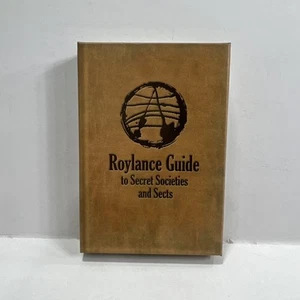 Roylance Guide
to Secret Societies
and Sects